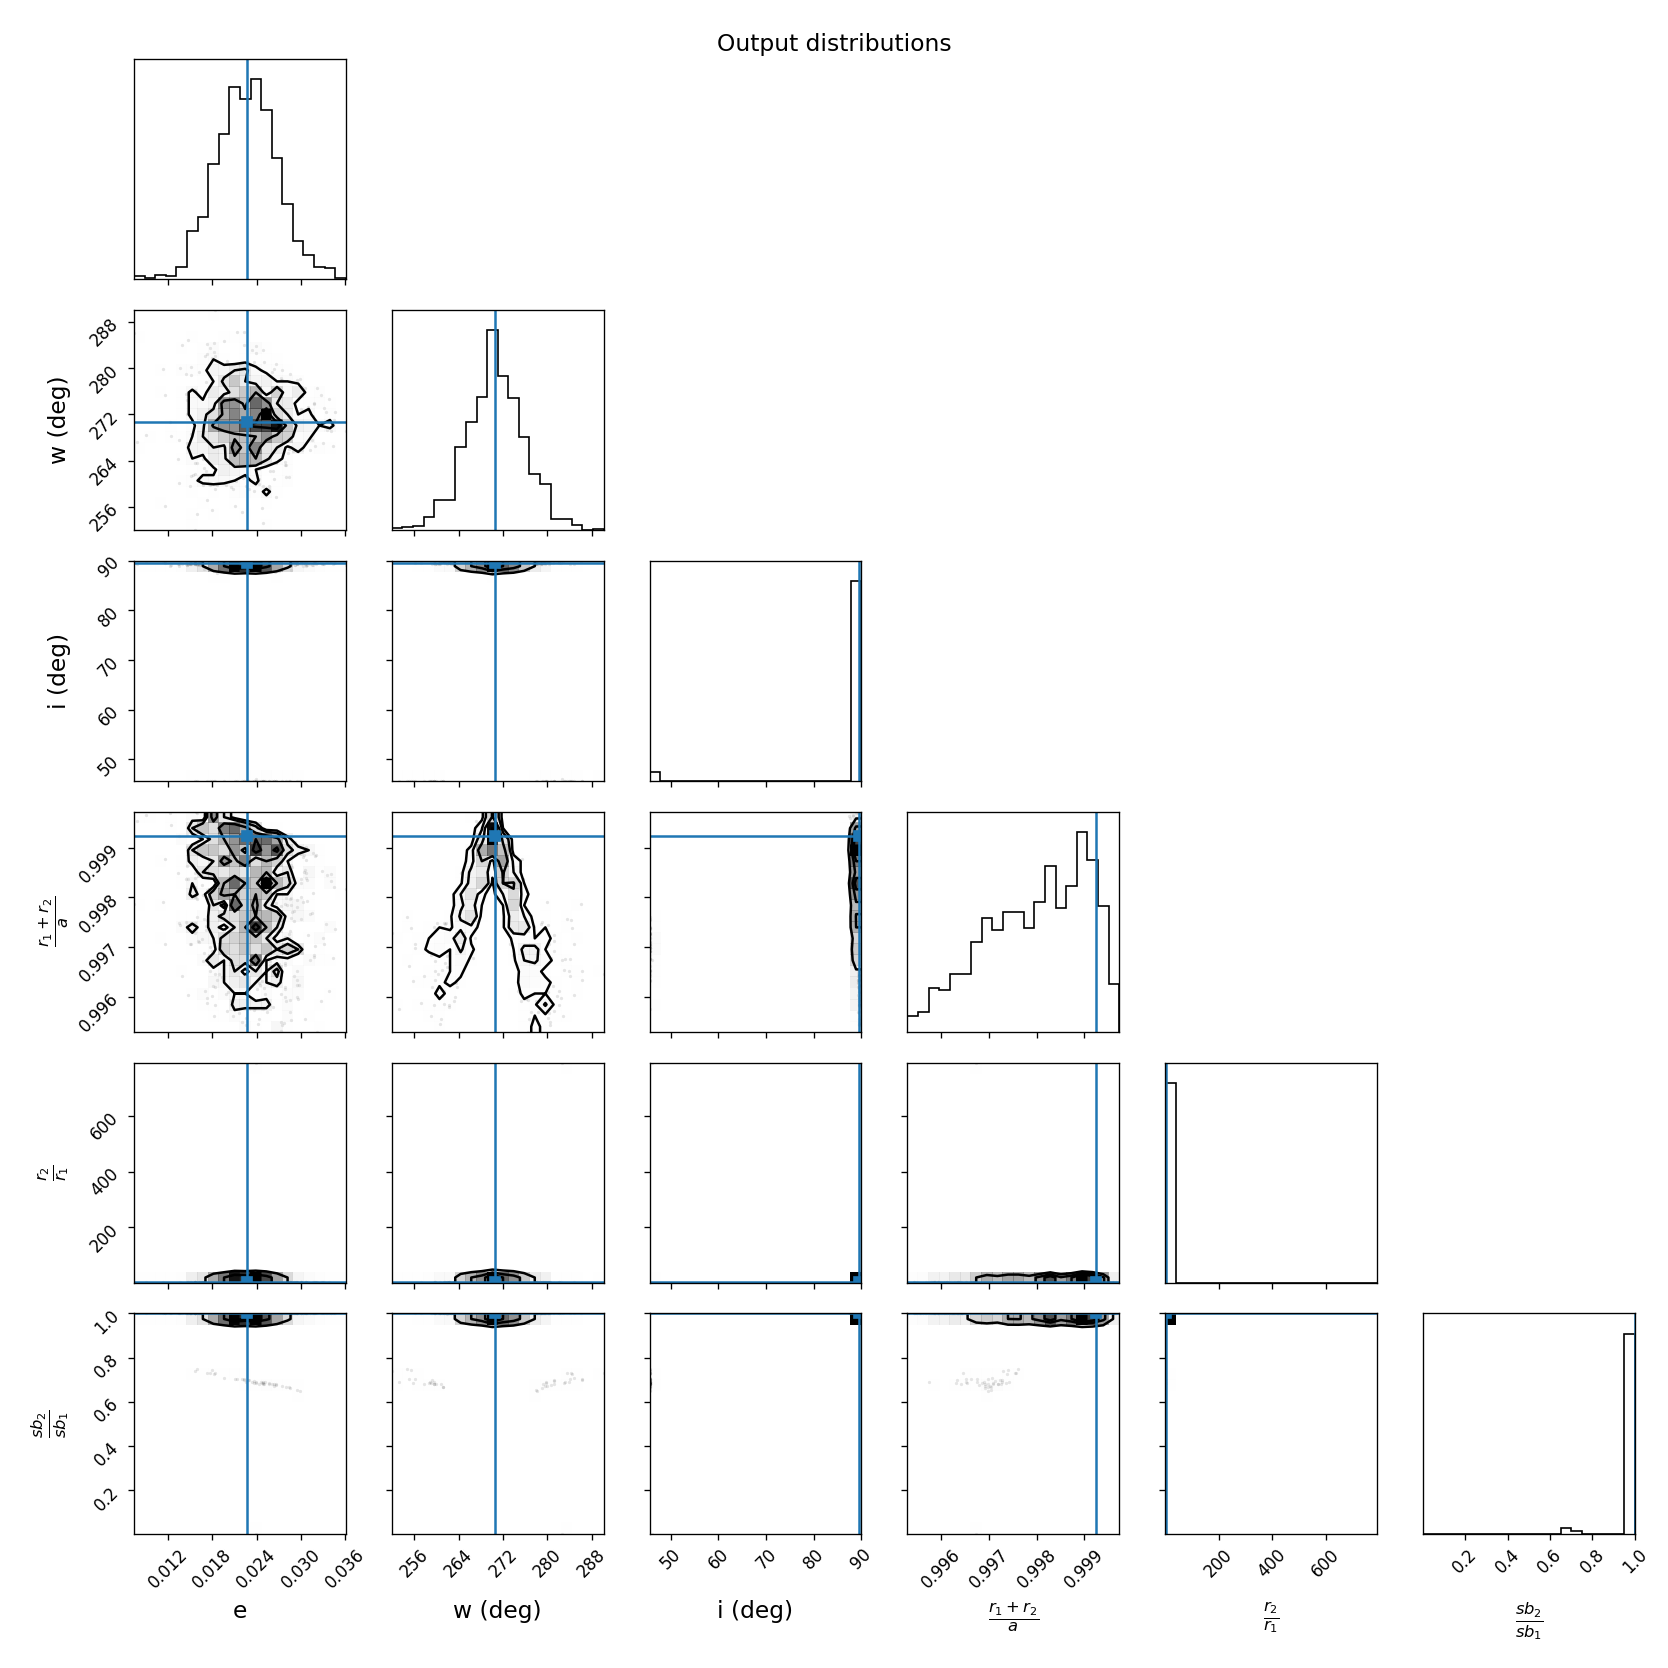 Output distributions
288
280
272
264
256
w (deg)
90
80
70
60
50
i (deg)
0.999
0.998
0.997
0.996
r₁ + r₂
a
600
400
200
r₂
r₁
1.0
0.8
0.6
0.4
0.2
sb₂
sb₁
0.012 0.018 0.024 0.030 0.036
256 264 272 280 288
50 60 70 80 90
0.996 0.997 0.998 0.999
200 400 600
0.2 0.4 0.6 0.8 1.0
e
w (deg)
i (deg)
r₁ + r₂
a
r₂
r₁
sb₂
sb₁